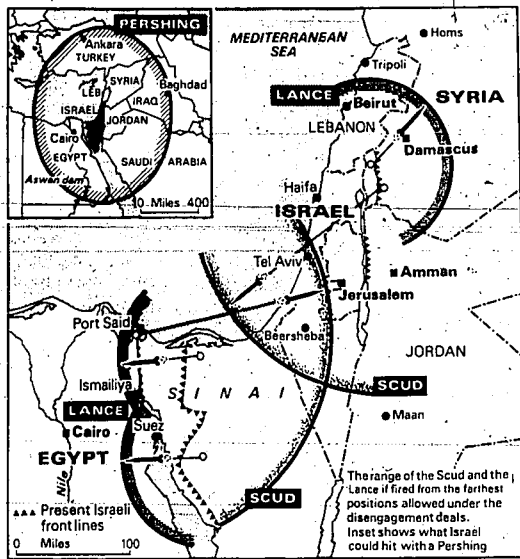 PERSHING
Ankara
TURKEY
SYRIA
LEB
Baghdad
IRAQ
ISRAEL
JORDAN
Cairo
EGYPT
SAUDI ARABIA
Aswan dam
0 Miles 400
MEDITERRANEAN
SEA
Homs
Tripoli
LANCE
Beirut
SYRIA
LEBANON
Damascus
Haifa
ISRAEL
Tel Aviv
Amman
Jerusalem
Port Said
Beersheba
JORDAN
Ismailiya
SINAI
SCUD
LANCE
Suez
Maan
Cairo
EGYPT
Nile
SCUD
Present Israeli
front lines
0 Miles 100
The range of the Scud and the
Lance if fired from the farthest
positions allowed under the
disengagement deals.
Inset shows what Israel
could hit with a Pershing